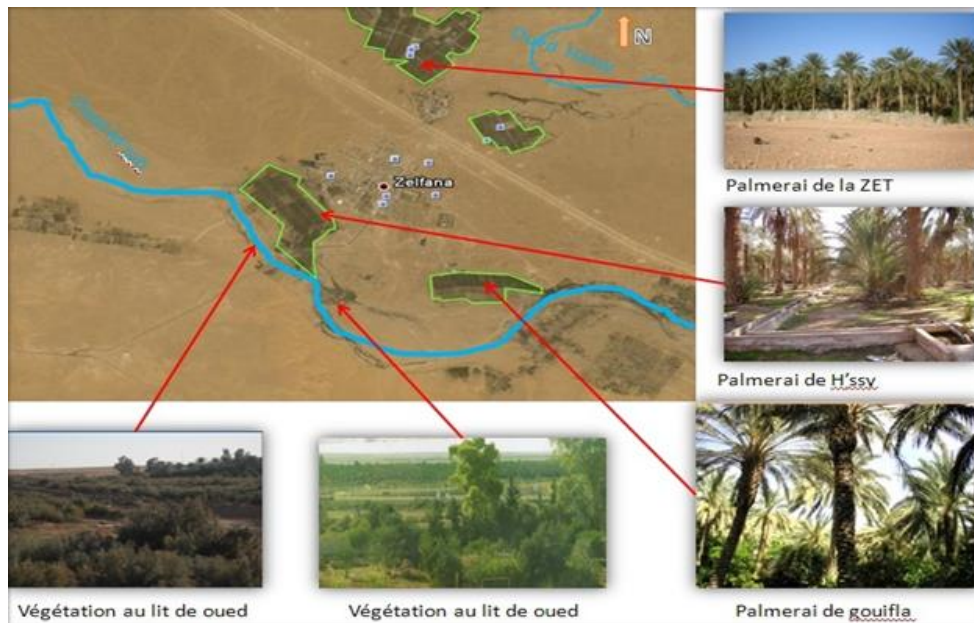 N
Oued
Zelfana
Palmerai de la ZET
Palmerai de H'ssy
Végétation au lit de oued
Végétation au lit de oued
Palmerai de gouifla